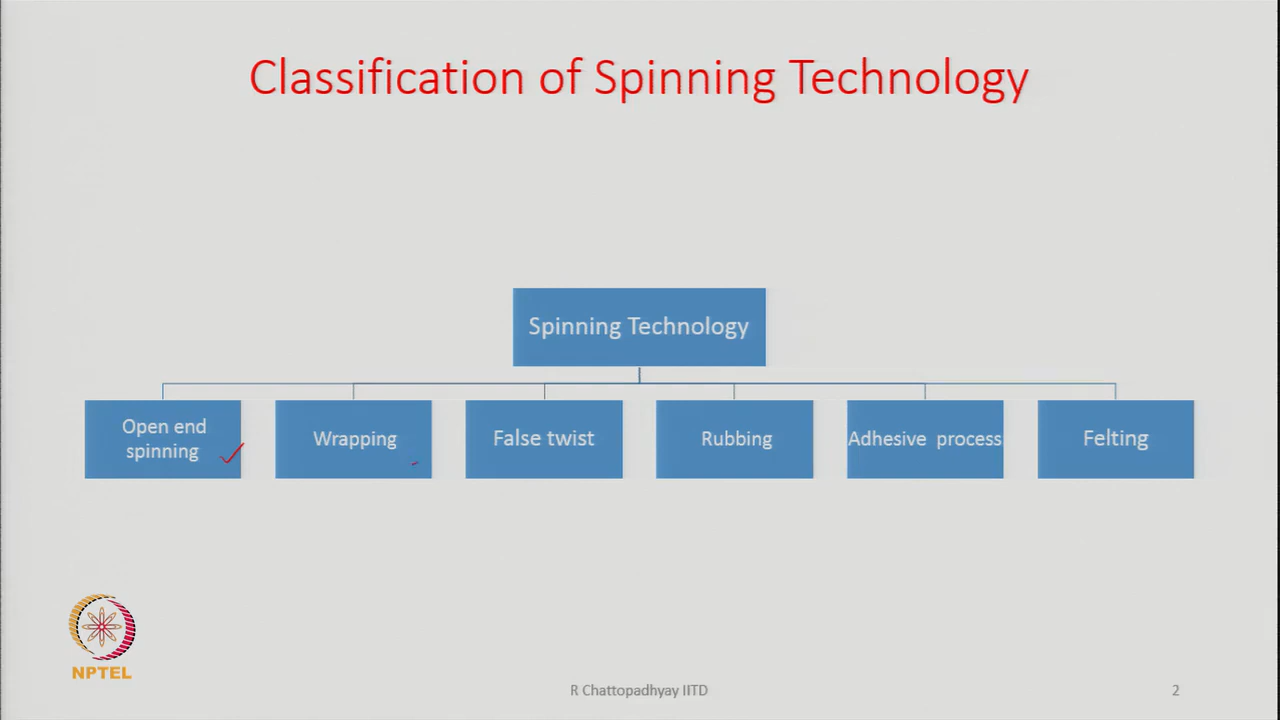 Classification of Spinning Technology
Spinning Technology
Open end
spinning
Wrapping
False twist
Rubbing
Adhesive process
Felting
NPTEL
R Chattopadhyay IITD
2